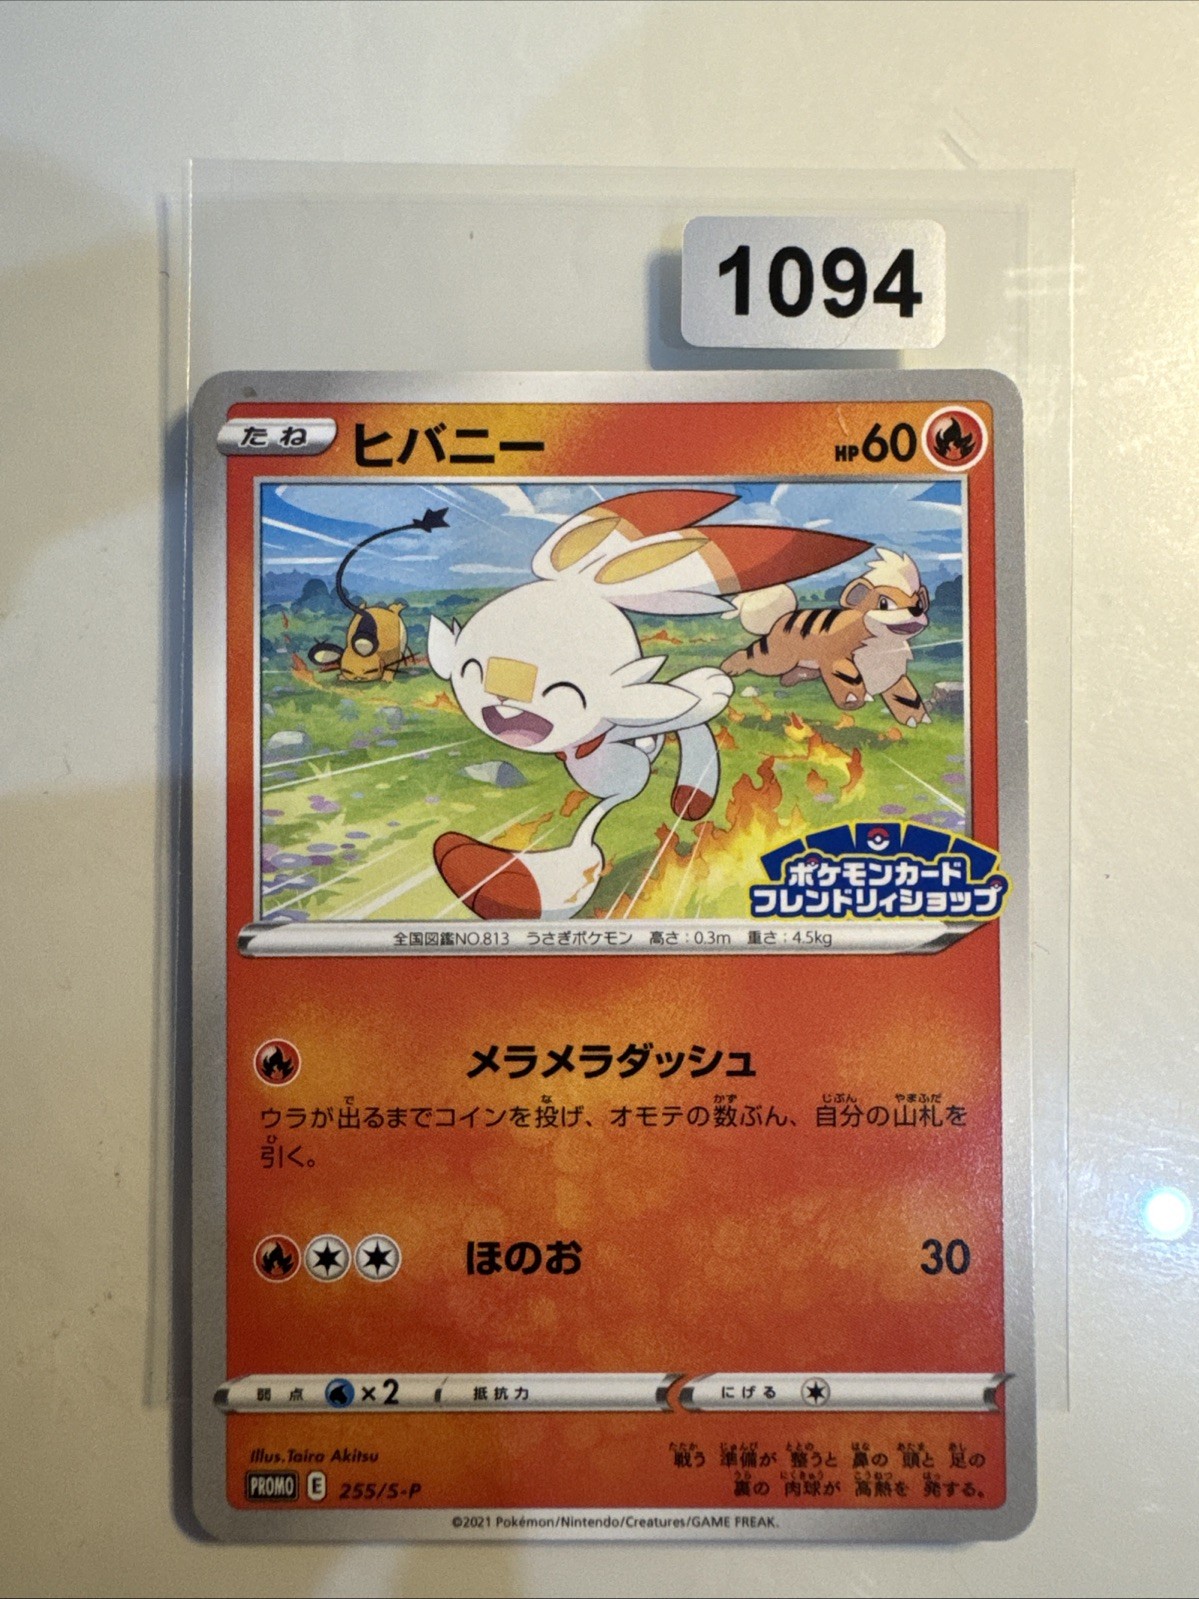 1094
たね ヒバニー HP60
ポケモンカード
フレンドリィショップ
全国図鑑NO.813 うさぎポケモン 高さ:0.3m 重さ:4.5kg
メラメラダッシュ
ウラが出るまでコインを投げ、オモテの数ぶん、自分の山札を
引く。
ほのお 30
弱点 ×2 抵抗力 にげる
Illus.Taira Akitsu
戦う 準備が 整うと 鼻の 頭と 足の
裏の 肉球が 高熱を 発する。
PROMO E 255/S-P
©2021 Pokémon/Nintendo/Creatures/GAME FREAK.